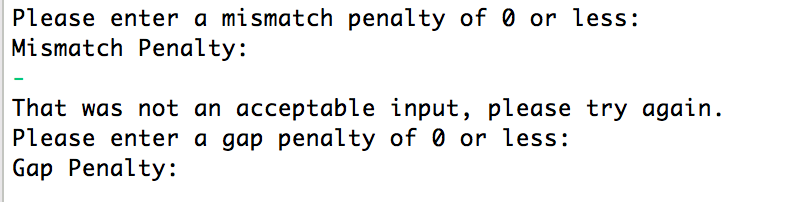 Please enter a mismatch penalty of 0 or less:
Mismatch Penalty:
-
That was not an acceptable input, please try again.
Please enter a gap penalty of 0 or less:
Gap Penalty: